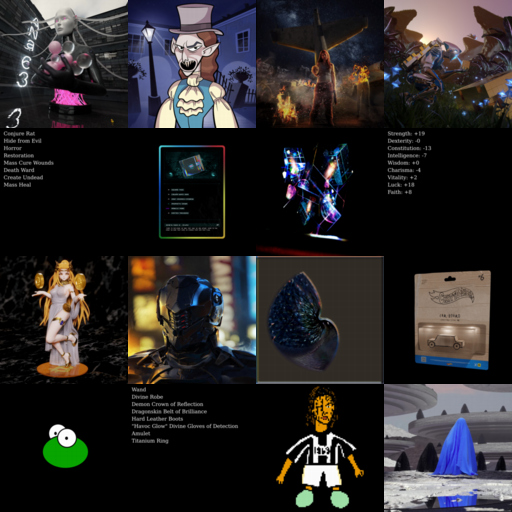 Conjure Rat
Hide from Evil
Horror
Restoration
Mass Cure Wounds
Death Ward
Create Undead
Mass Heal
Strength: +19
Dexterity: -0
Constitution: -13
Intelligence: -7
Wisdom: +0
Charisma: -4
Vitality: +2
Luck: +18
Faith: +8
Wand
Divine Robe
Demon Crown of Reflection
Dragonskin Belt of Brilliance
Hard Leather Boots
"Havoc Glow" Divine Gloves of Detection
Amulet
Titanium Ring